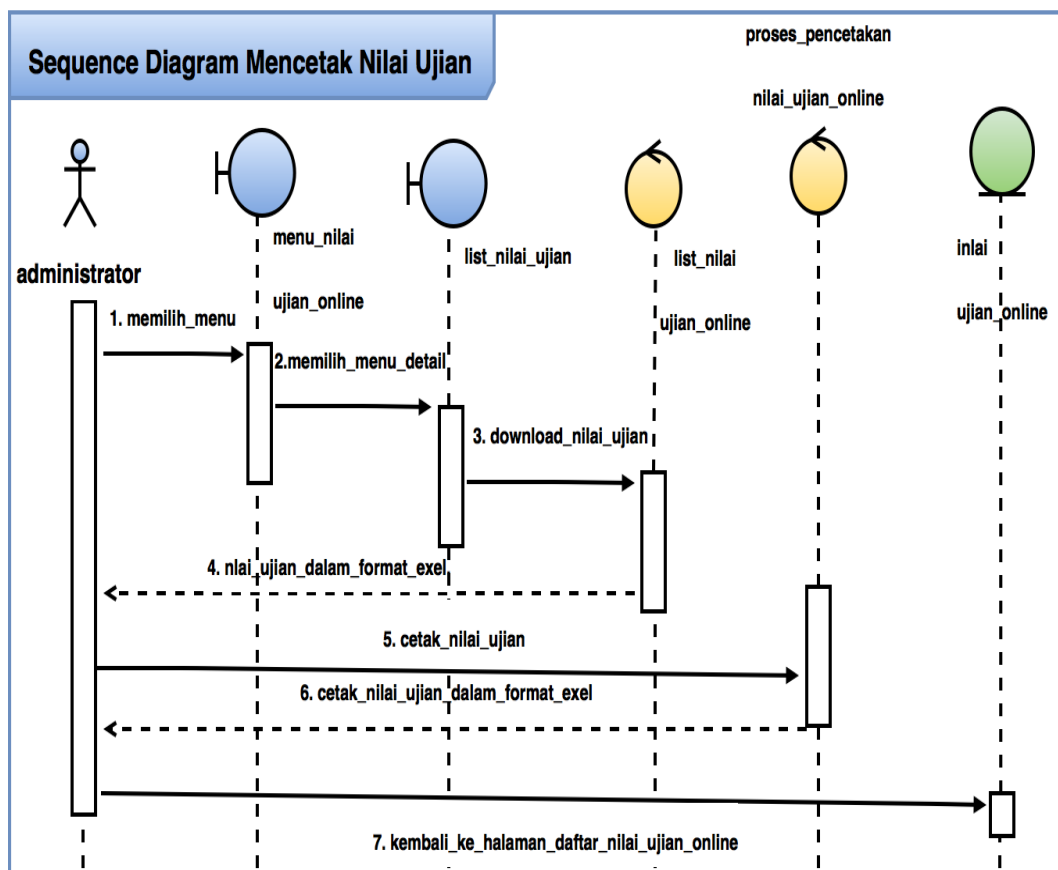 proses_pencetakan
Sequence Diagram Mencetak Nilai Ujian
nilai_ujian_online
menu_nilai
list_nilai_ujian
list_nilai
inlai
administrator
ujian_online
ujian_online
ujian_online
1. memilih_menu
2.memilih_menu_detail
3. download_nilai_ujian
4. nlai_ujian_dalam_format_exel
5. cetak_nilai_ujian
6. cetak_nilai_ujian_dalam_format_exel
7. kembali_ke_halaman_daftar_nilai_ujian_online